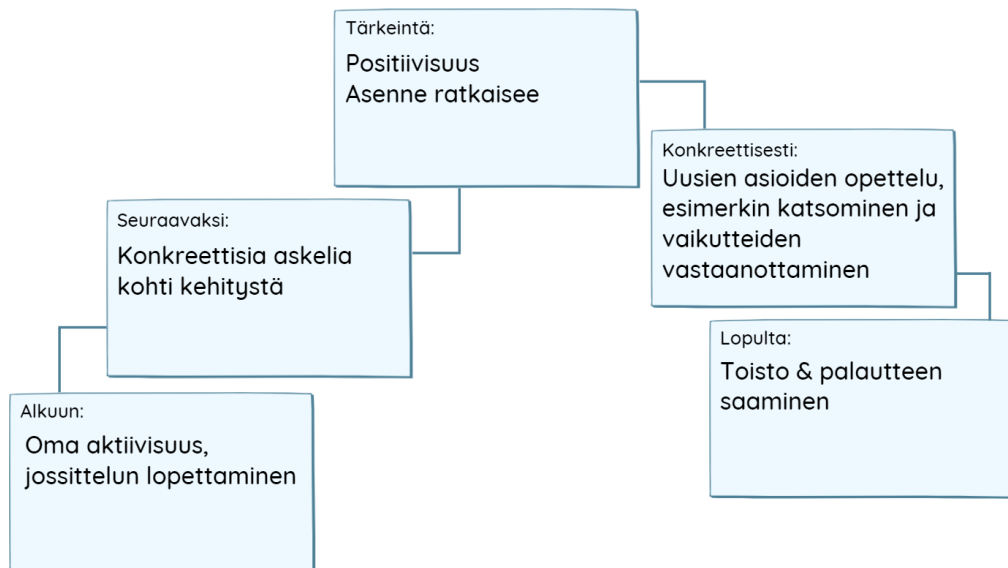 Tärkeintä:
Positiivisuus
Asenne ratkaisee
Konkreettisesti:
Uusien asioiden opettelu,
esimerkin katsominen ja
vaikutteiden
vastaanottaminen
Seuraavaksi:
Konkreettisia askelia
kohti kehitystä
Lopulta:
Toisto & palautteen
saaminen
Alkuun:
Oma aktiivisuus,
jossittelun lopettaminen